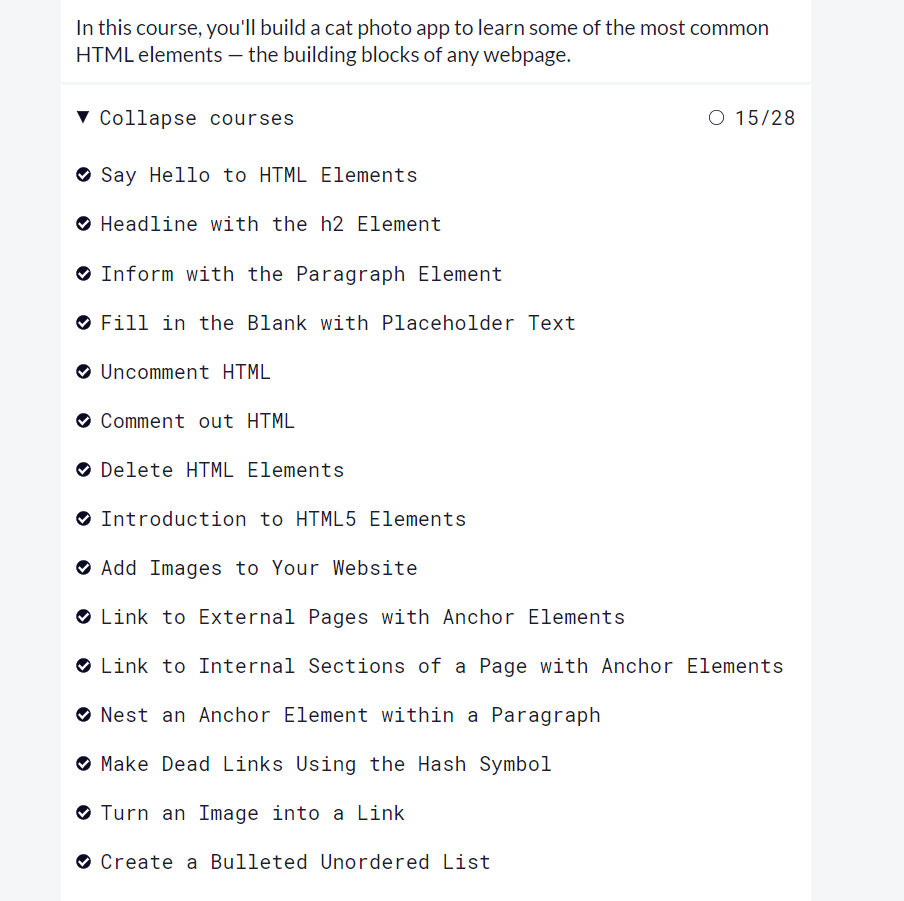 In this course, you'll build a cat photo app to learn some of the most common
HTML elements — the building blocks of any webpage.
Collapse courses 15/28
Say Hello to HTML Elements
Headline with the h2 Element
Inform with the Paragraph Element
Fill in the Blank with Placeholder Text
Uncomment HTML
Comment out HTML
Delete HTML Elements
Introduction to HTML5 Elements
Add Images to Your Website
Link to External Pages with Anchor Elements
Link to Internal Sections of a Page with Anchor Elements
Nest an Anchor Element within a Paragraph
Make Dead Links Using the Hash Symbol
Turn an Image into a Link
Create a Bulleted Unordered List